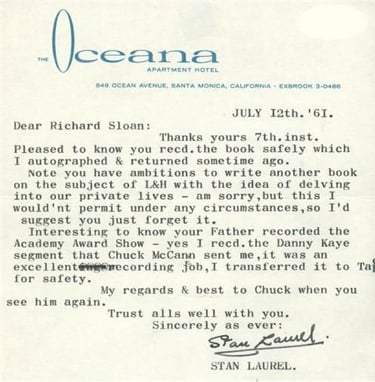 THE Oceana
APARTMENT HOTEL
849 OCEAN AVENUE, SANTA MONICA, CALIFORNIA - EXBROOK 3-0486
JULY I2th.'6I.
Dear Richard Sloan:
Thanks yours 7th.inst.
Pleased to know you recd.the book safely which
I autographed & returned sometime ago.
Note you have ambitions to write another book
on the subject of L&H with the idea of delving
into our private lives - am sorry,but this I
would'nt permit under any circumstances,so I'd
suggest you just forget it.
Interesting to know your Father recorded the
Academy Award Show - yes I recd.the Danny Kaye
segment that Chuck McCann sent me,it was an
excellent recording job,I transferred it to Ta
for safety.
My regards & best to Chuck when you
see him again.
Trust alls well with you.
Sincerely as ever:
Stan Laurel.
STAN LAUREL.